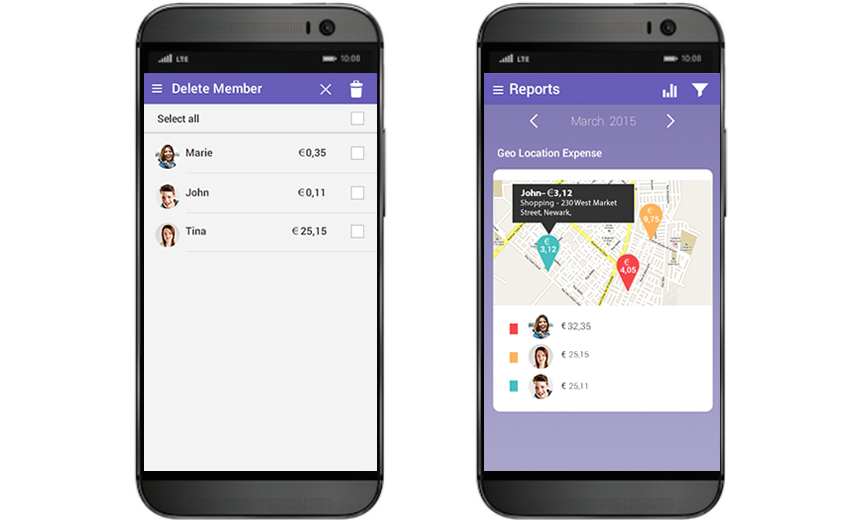 LTE 10:08
Delete Member
Select all
Marie €0,35
John €0,11
Tina € 25,15
LTE 10:08
Reports
March 2015
Geo Location Expense
John– €3,12
Shopping - 230 West Market
Street, Newark,
€
9,75
€
3,12
€
4,05
€ 32,35
€ 25,15
€ 25,11